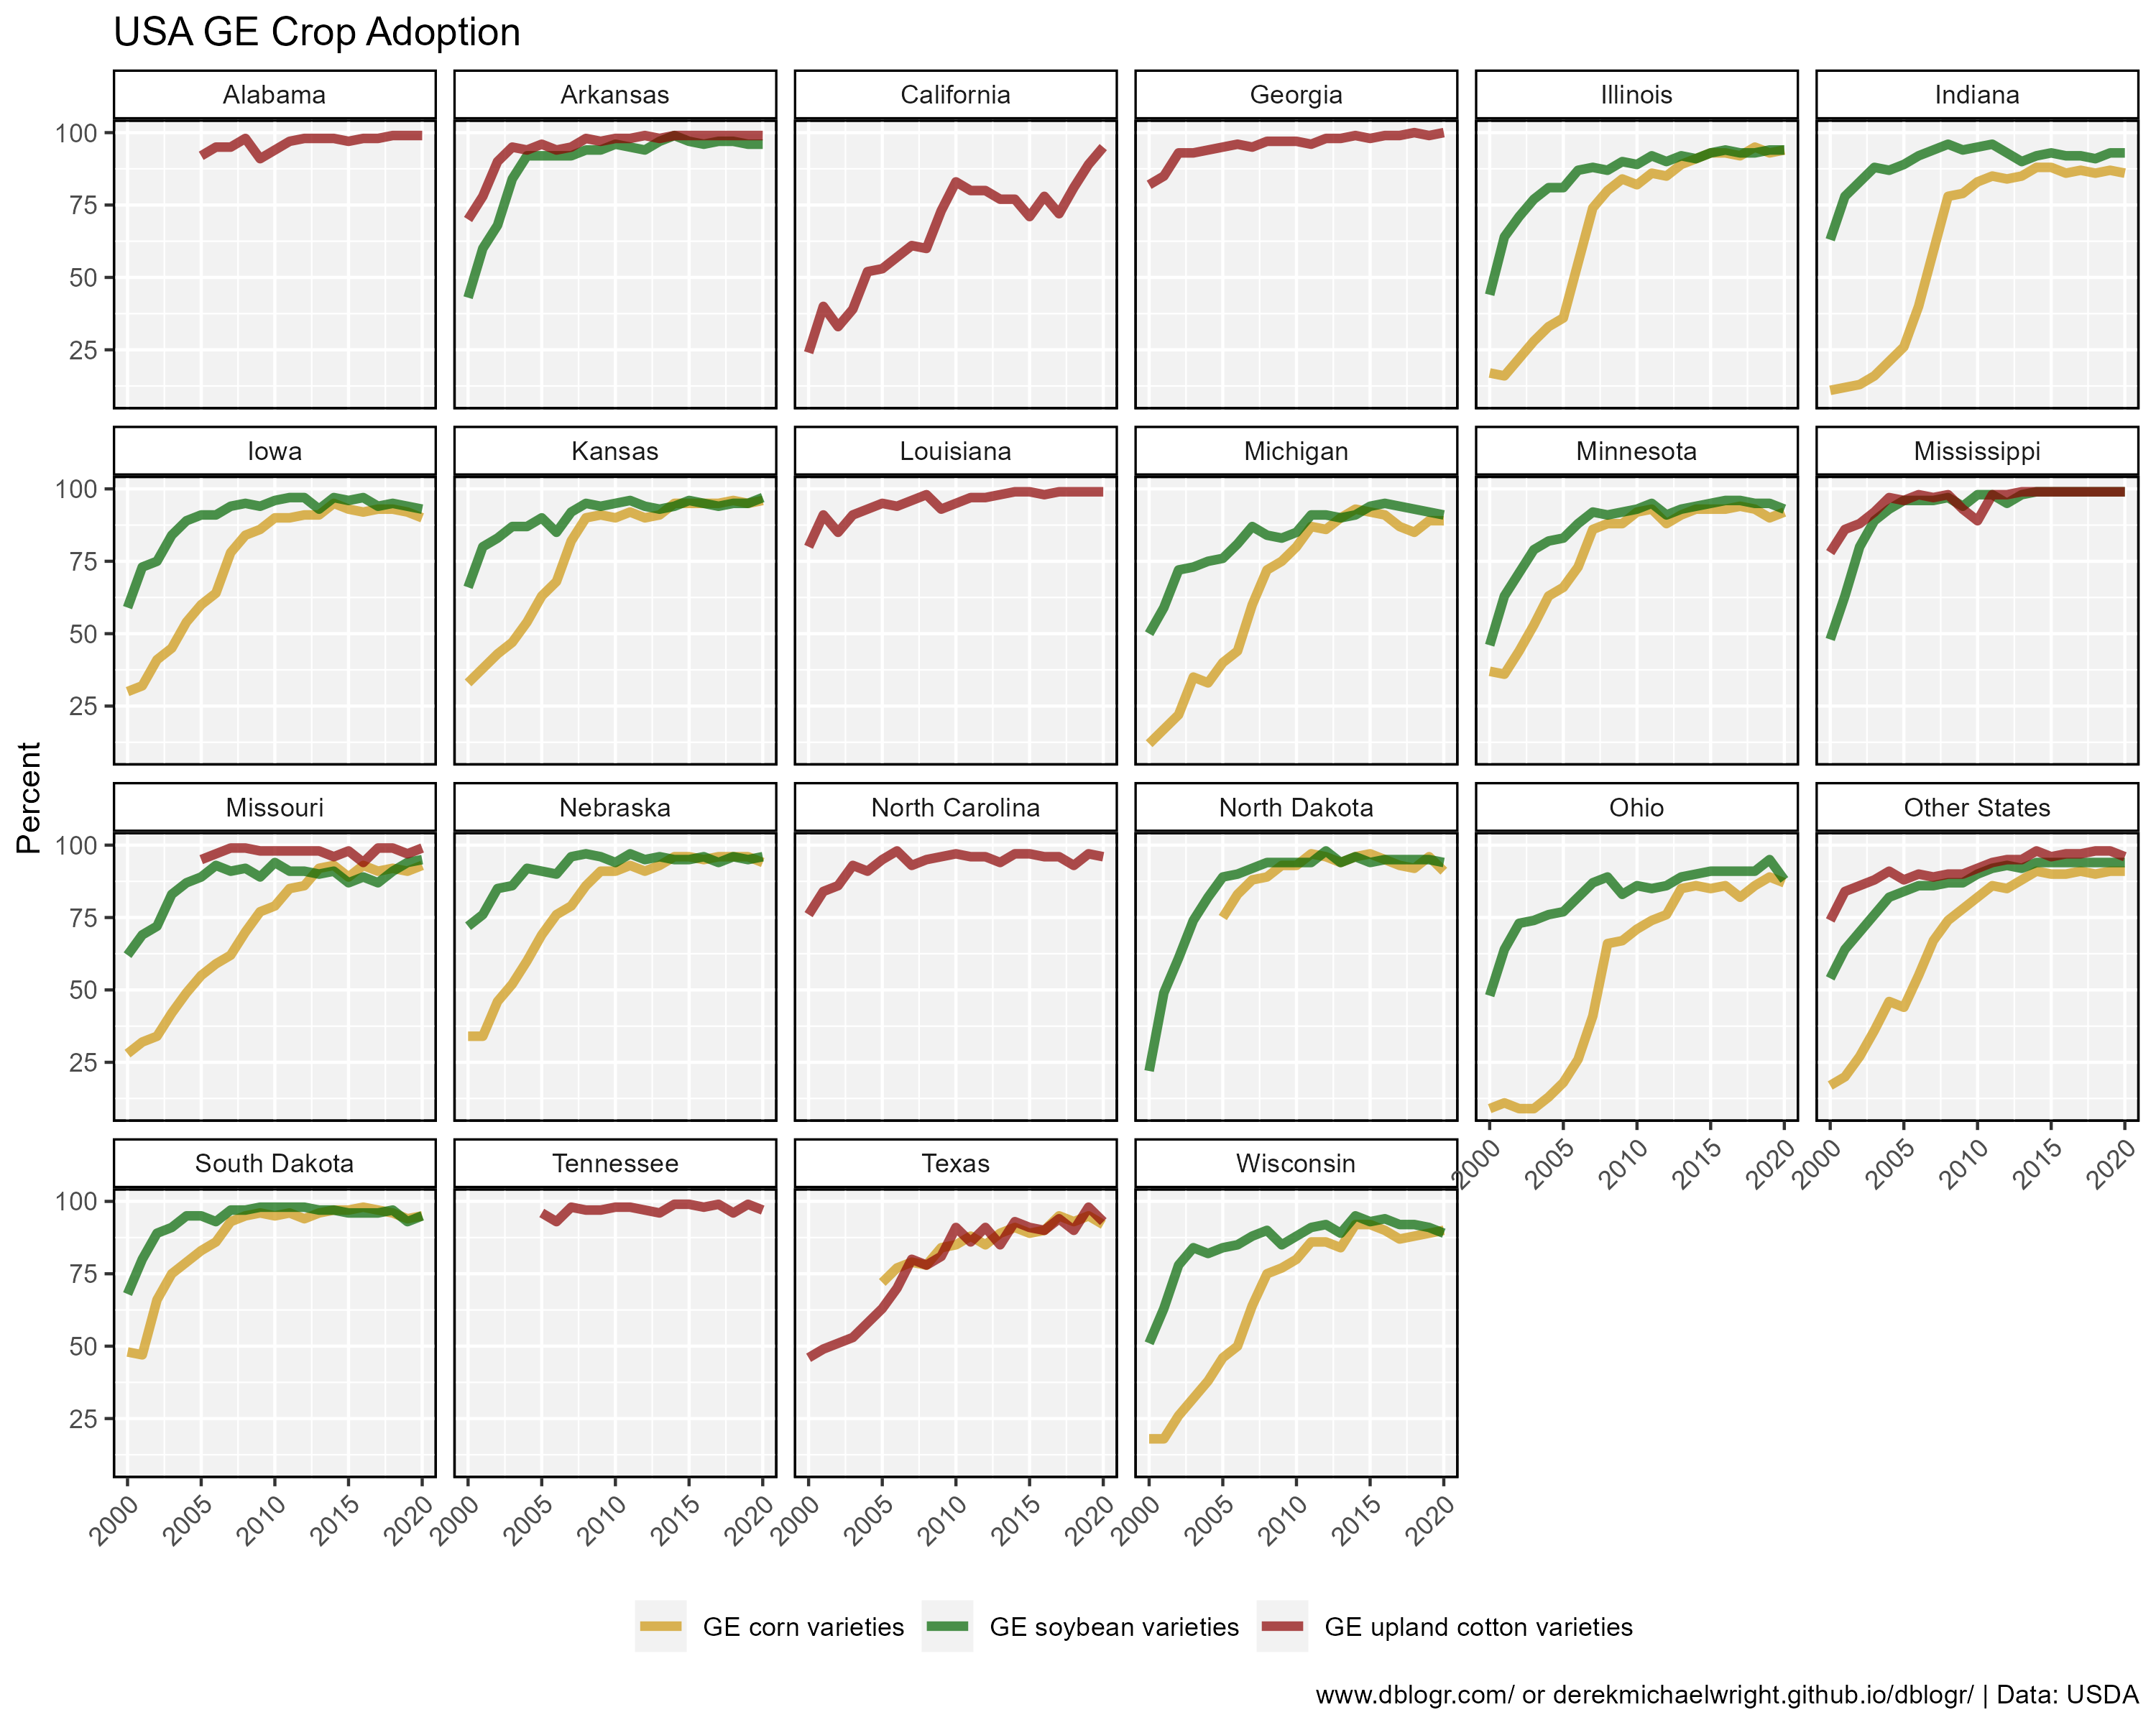 USA GE Crop Adoption
Alabama Arkansas California Georgia Illinois Indiana
100
75
50
25
Iowa Kansas Louisiana Michigan Minnesota Mississippi
100
75
50
25
Percent
Missouri Nebraska North Carolina North Dakota Ohio Other States
100
75
50
25
2000 2005 2010 2015 2020 2000 2005 2010 2015 2020
South Dakota Tennessee Texas Wisconsin
100
75
50
25
2000 2005 2010 2015 2020 2000 2005 2010 2015 2020 2000 2005 2010 2015 2020 2000 2005 2010 2015 2020
GE corn varieties GE soybean varieties GE upland cotton varieties
www.dblogr.com/ or derekmichaelwright.github.io/dblogr/ | Data: USDA